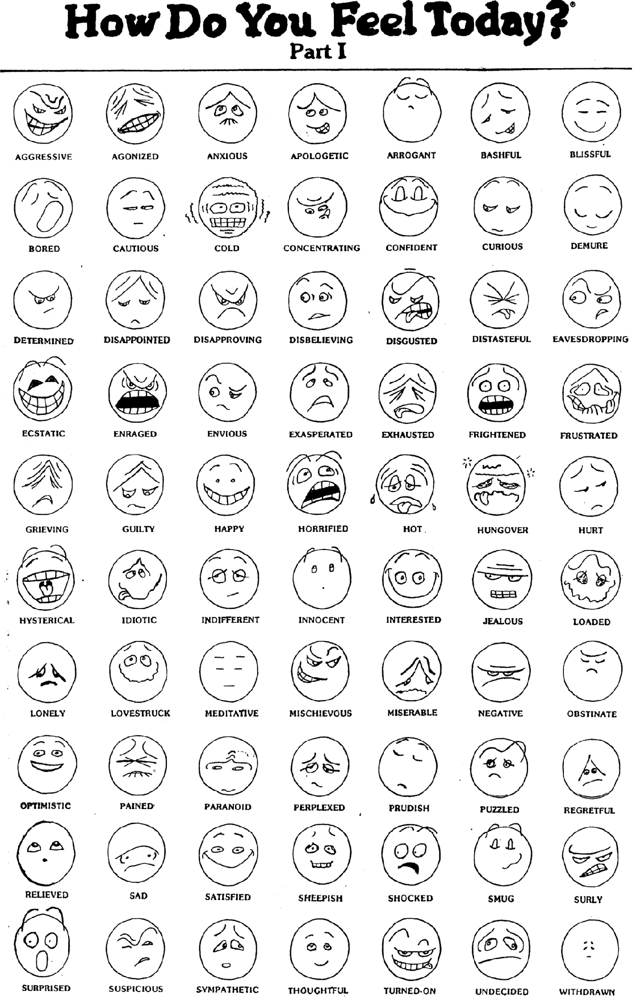 How Do You Feel Today?®
Part I
AGGRESSIVE AGONIZED ANXIOUS APOLOGETIC ARROGANT BASHFUL BLISSFUL
BORED CAUTIOUS COLD CONCENTRATING CONFIDENT CURIOUS DEMURE
DETERMINED DISAPPOINTED DISAPPROVING DISBELIEVING DISGUSTED DISTASTEFUL EAVESDROPPING
ECSTATIC ENRAGED ENVIOUS EXASPERATED EXHAUSTED FRIGHTENED FRUSTRATED
GRIEVING GUILTY HAPPY HORRIFIED HOT HUNGOVER HURT
HYSTERICAL IDIOTIC INDIFFERENT INNOCENT INTERESTED JEALOUS LOADED
LONELY LOVESTRUCK MEDITATIVE MISCHIEVOUS MISERABLE NEGATIVE OBSTINATE
OPTIMISTIC PAINED PARANOID PERPLEXED PRUDISH PUZZLED REGRETFUL
RELIEVED SAD SATISFIED SHEEPISH SHOCKED SMUG SURLY
SURPRISED SUSPICIOUS SYMPATHETIC THOUGHTFUL TURNED-ON UNDECIDED WITHDRAWN